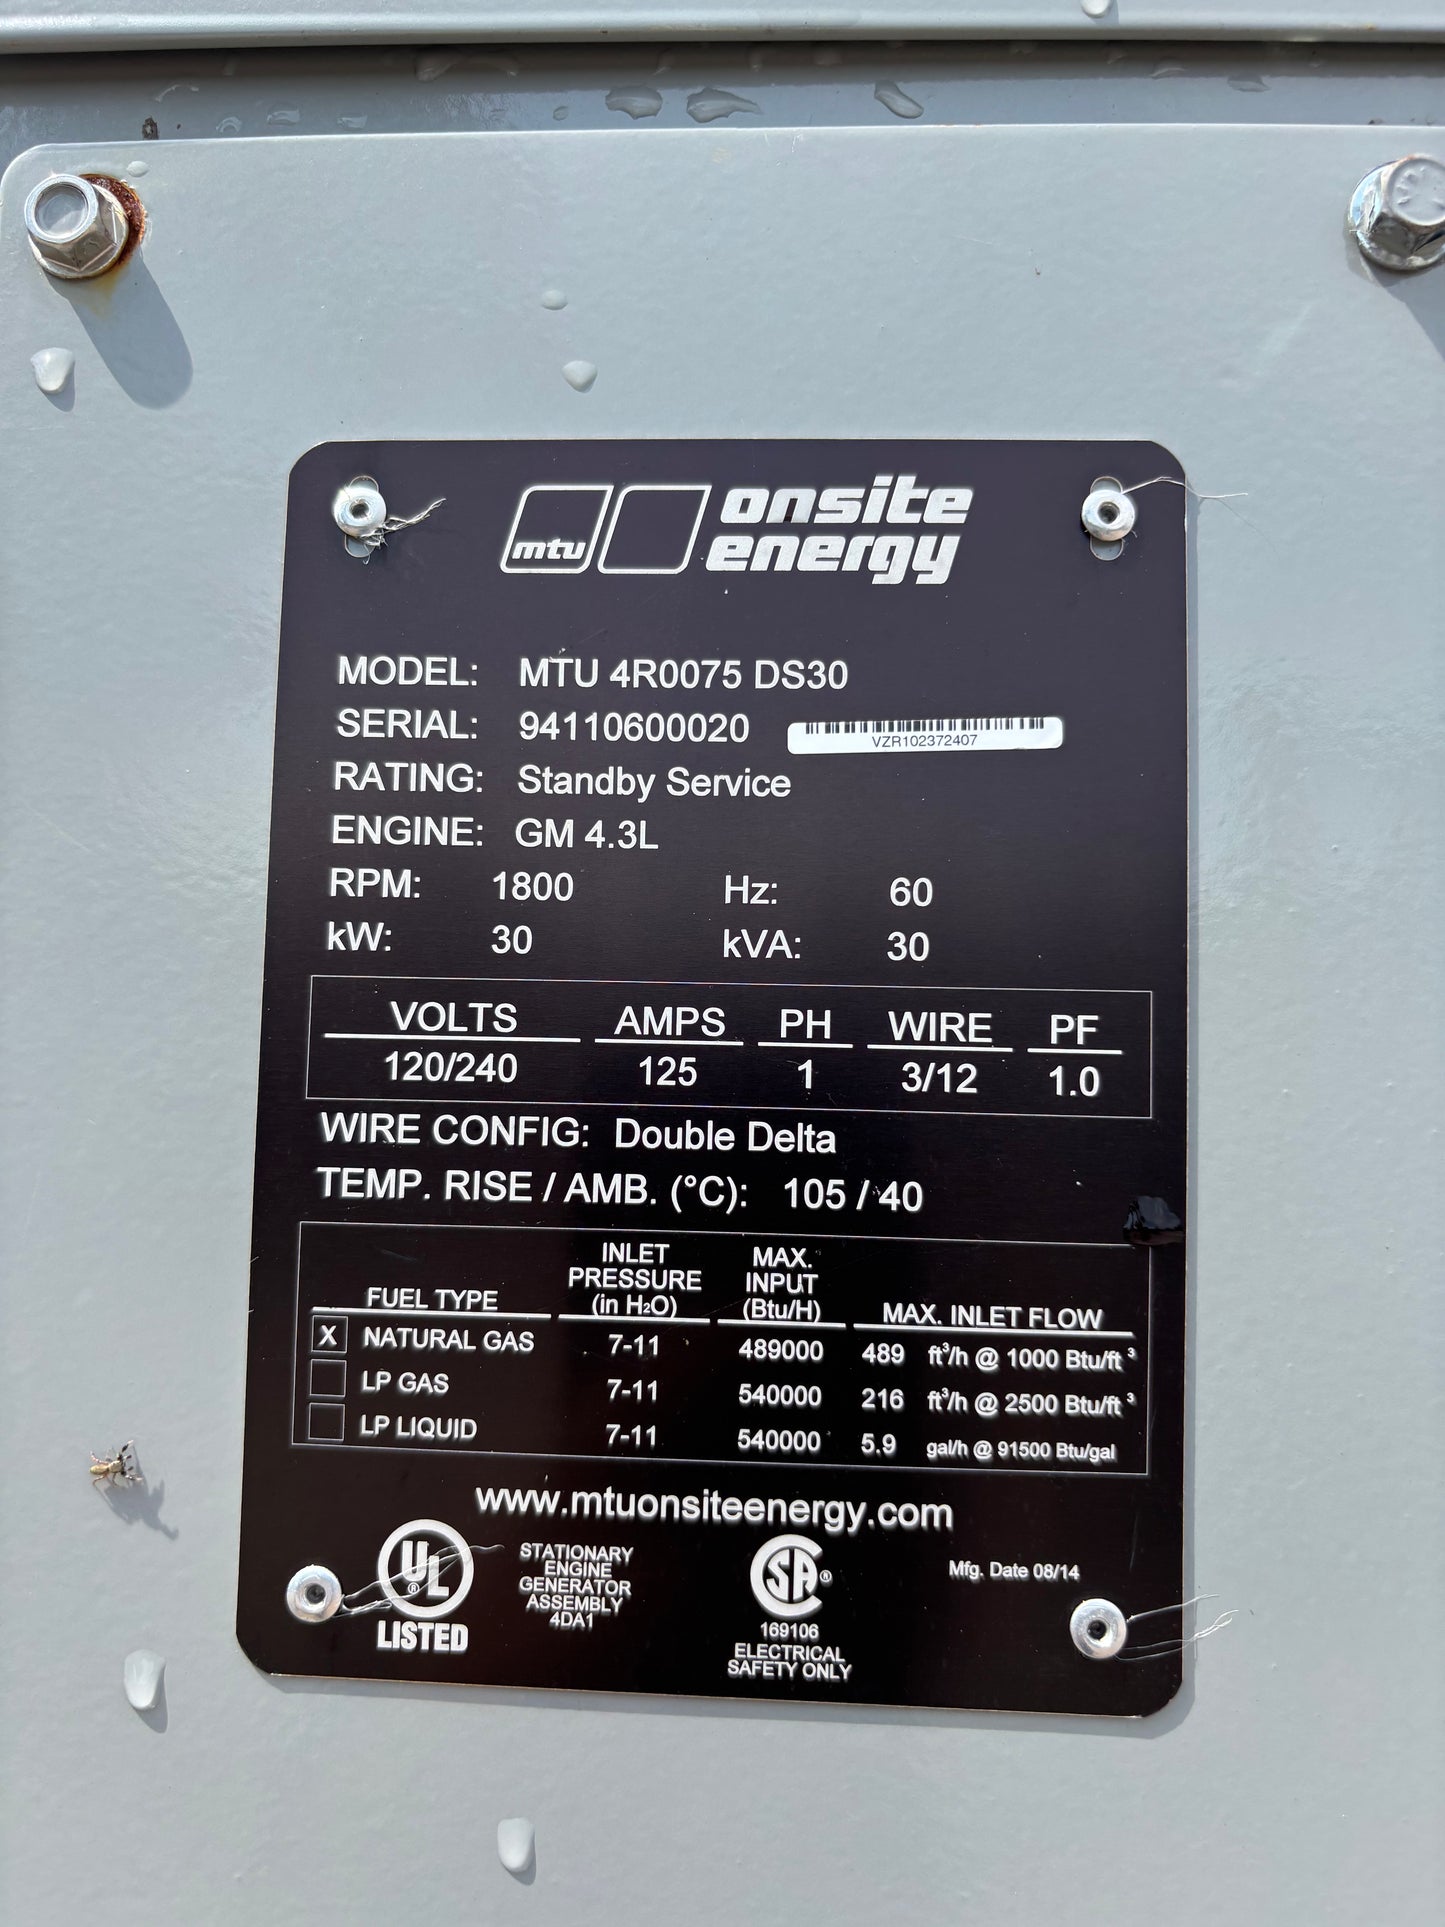 mtu onsite
energy
MODEL: MTU 4R0075 DS30
SERIAL: 94110600020
VZR102372407
RATING: Standby Service
ENGINE: GM 4.3L
RPM: 1800 Hz: 60
kW: 30 kVA: 30
VOLTS AMPS PH WIRE PF
120/240 125 1 3/12 1.0
WIRE CONFIG: Double Delta
TEMP. RISE / AMB. (°C): 105 / 40
FUEL TYPE INLET PRESSURE (in H₂O) MAX. INPUT (Btu/H) MAX. INLET FLOW
X NATURAL GAS 7-11 489000 489 ft³/h @ 1000 Btu/ft³
LP GAS 7-11 540000 216 ft³/h @ 2500 Btu/ft³
LP LIQUID 7-11 540000 5.9 gal/h @ 91500 Btu/gal
www.mtuonsiteenergy.com
UL ®
LISTED
STATIONARY
ENGINE
GENERATOR
ASSEMBLY
4DA1
CSA ®
169106
ELECTRICAL
SAFETY ONLY
Mfg. Date 08/14